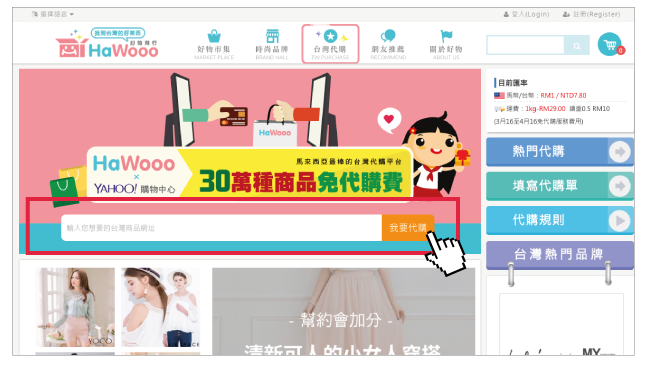 選擇語言
登入(Login)
註冊(Register)
找到台灣的好東西
HaWooo
好物飛行
好物市集
MARKET PLACE
時尚品牌
BRAND HALL
台灣代購
TW PURCHASE
網友推薦
RECOMMEND
關於好物
ABOUT US
0
HaWooo
HaWooo
×
YAHOO! 購物中心
馬來西亞最棒的台灣代購平台
30萬種商品免代購費
輸入您想要的台灣商品網址
我要代購
目前匯率
馬幣/台幣：RM1 / NTD7.80
運費：1kg-RM29.00 續重0.5 RM10
(3月16至4月16免代購服務費用)
熱門代購
填寫代購單
代購規則
台灣熱門品牌
YOCO
- 幫約會加分 -
清新可人的小女人穿搭
MY